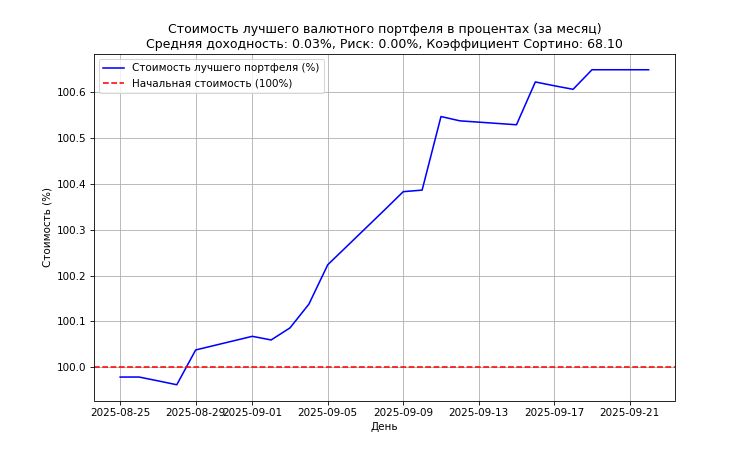 Стоимость лучшего валютного портфеля в процентах (за месяц)
Средняя доходность: 0.03%, Риск: 0.00%, Коэффициент Сортино: 68.10
Стоимость лучшего портфеля (%)
Начальная стоимость (100%)
Стоимость (%)
100.6
100.5
100.4
100.3
100.2
100.1
100.0
2025-08-25 2025-08-29 2025-09-01 2025-09-05 2025-09-09 2025-09-13 2025-09-17 2025-09-21
День